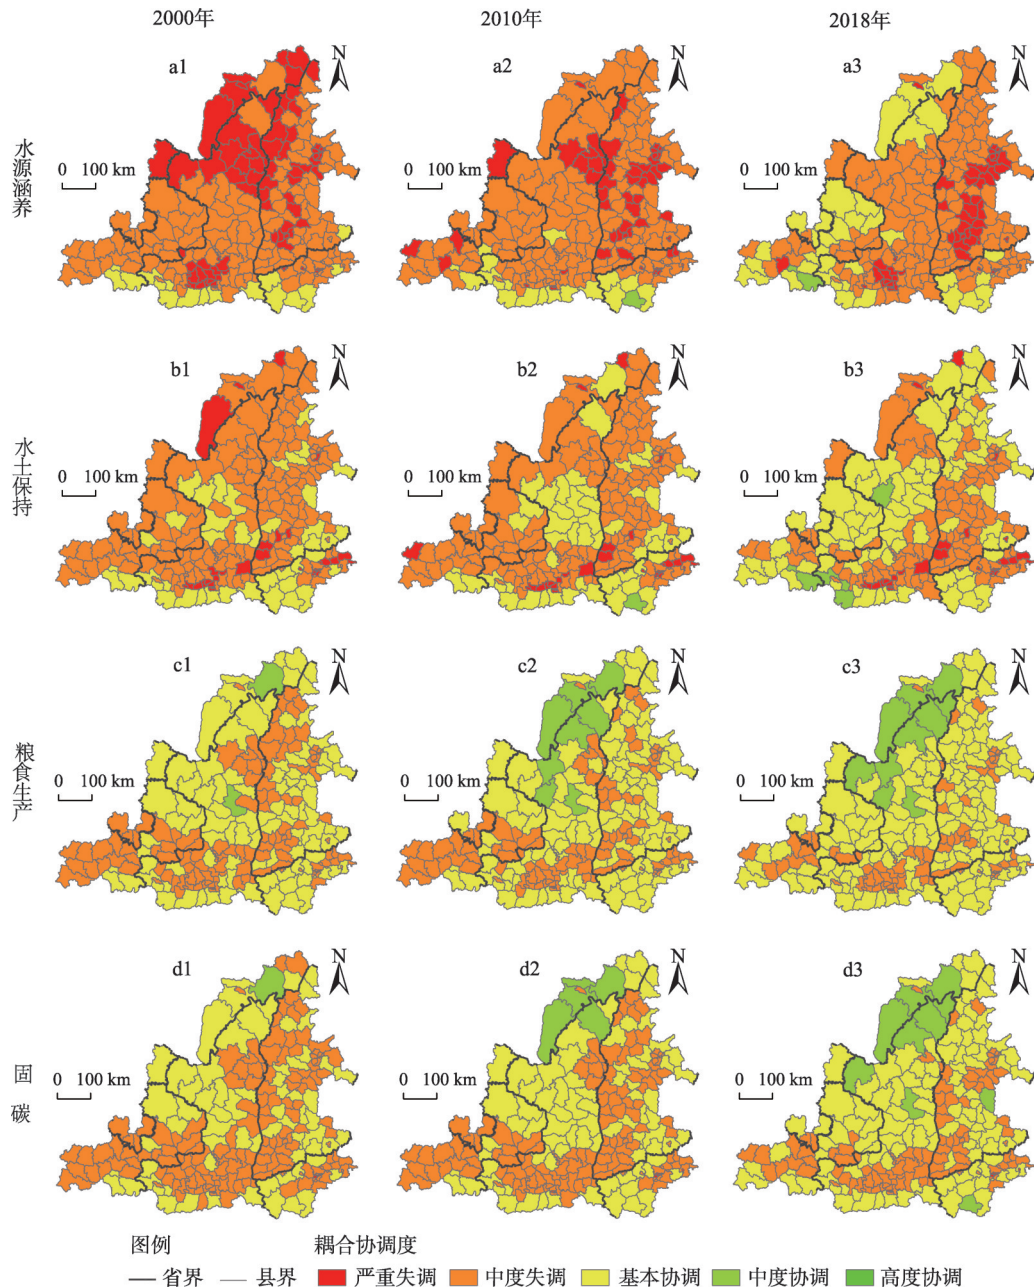 2000年 2010年 2018年
a1 N a2 N a3 N
水源涵养
0 100 km 0 100 km 0 100 km
b1 N b2 N b3 N
水土保持
0 100 km 0 100 km 0 100 km
c1 N c2 N c3 N
粮食生产
0 100 km 0 100 km 0 100 km
d1 N d2 N d3 N
固碳
0 100 km 0 100 km 0 100 km
图例 耦合协调度
省界 县界 严重失调 中度失调 基本协调 中度协调 高度协调